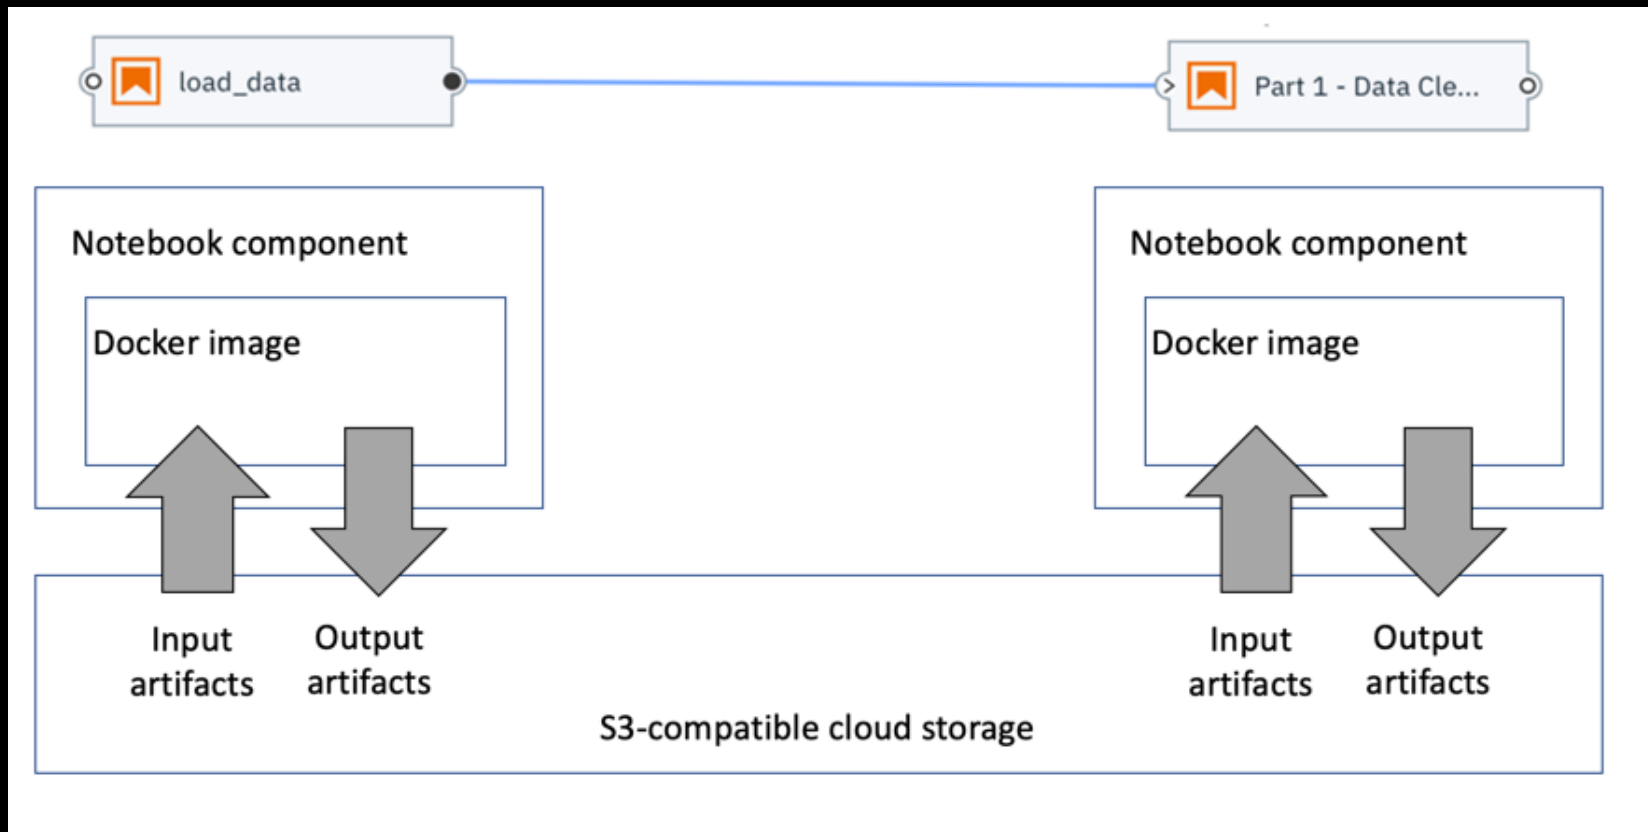 load_data
Part 1 - Data Cle...
Notebook component
Notebook component
Docker image
Docker image
Input
artifacts
Output
artifacts
Input
artifacts
Output
artifacts
S3-compatible cloud storage